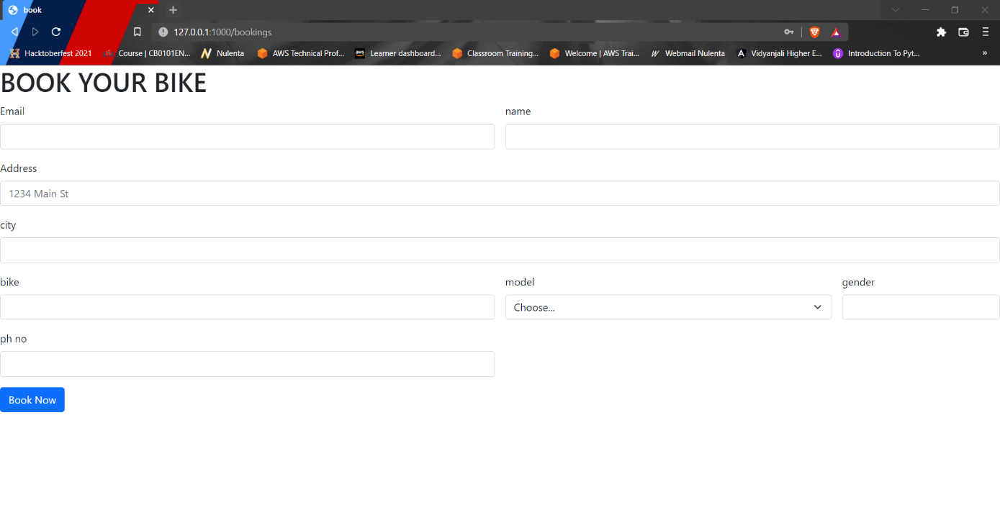 book
127.0.0.1:1000/bookings
Hacktoberfest 2021 Course | CB0101EN... Nulenta AWS Technical Prof... aws Learner dashboard... Classroom Training... Welcome | AWS Trai... Webmail Nulenta Vidyanjali Higher E... Introduction To Pyt... »
BOOK YOUR BIKE
Email name
Address
1234 Main St
city
bike model gender
Choose...
ph no
Book Now